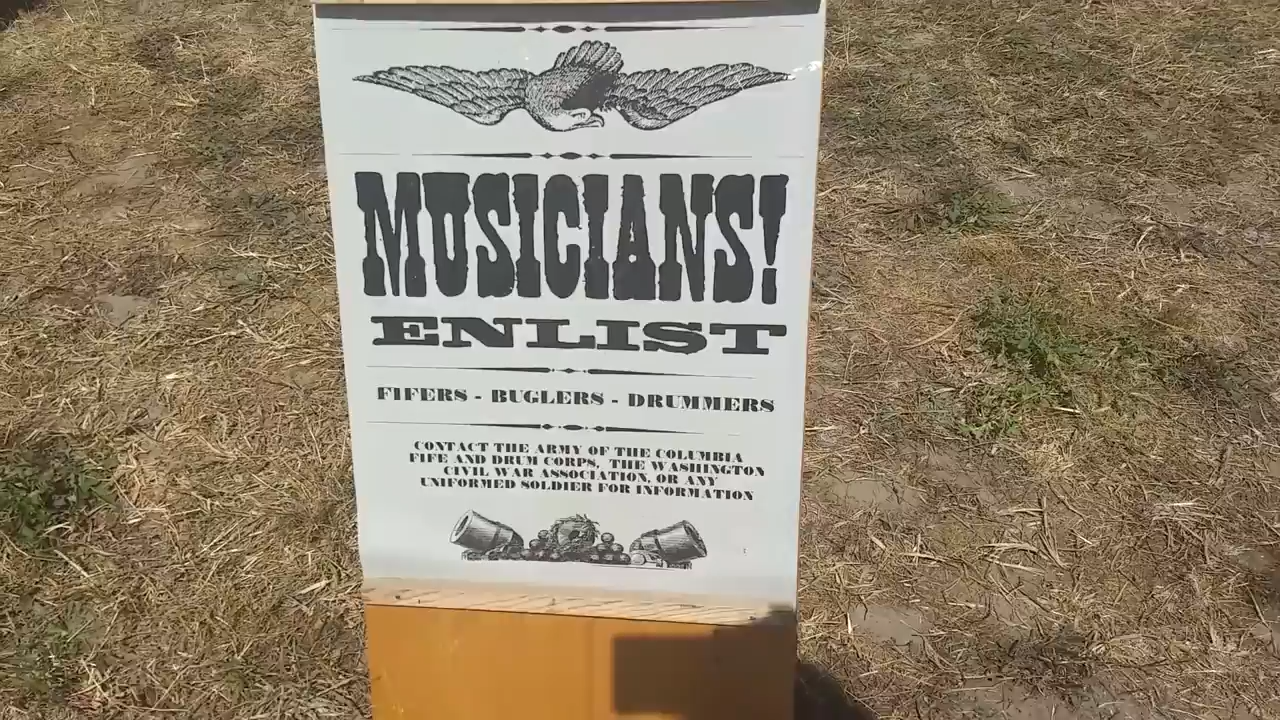 MUSICIANS!
ENLIST
FIFERS - BUGLERS - DRUMMERS
CONTACT THE ARMY OF THE COLUMBIA
FIFE AND DRUM CORPS, THE WASHINGTON
CIVIL WAR ASSOCIATION, OR ANY
UNIFORMED SOLDIER FOR INFORMATION